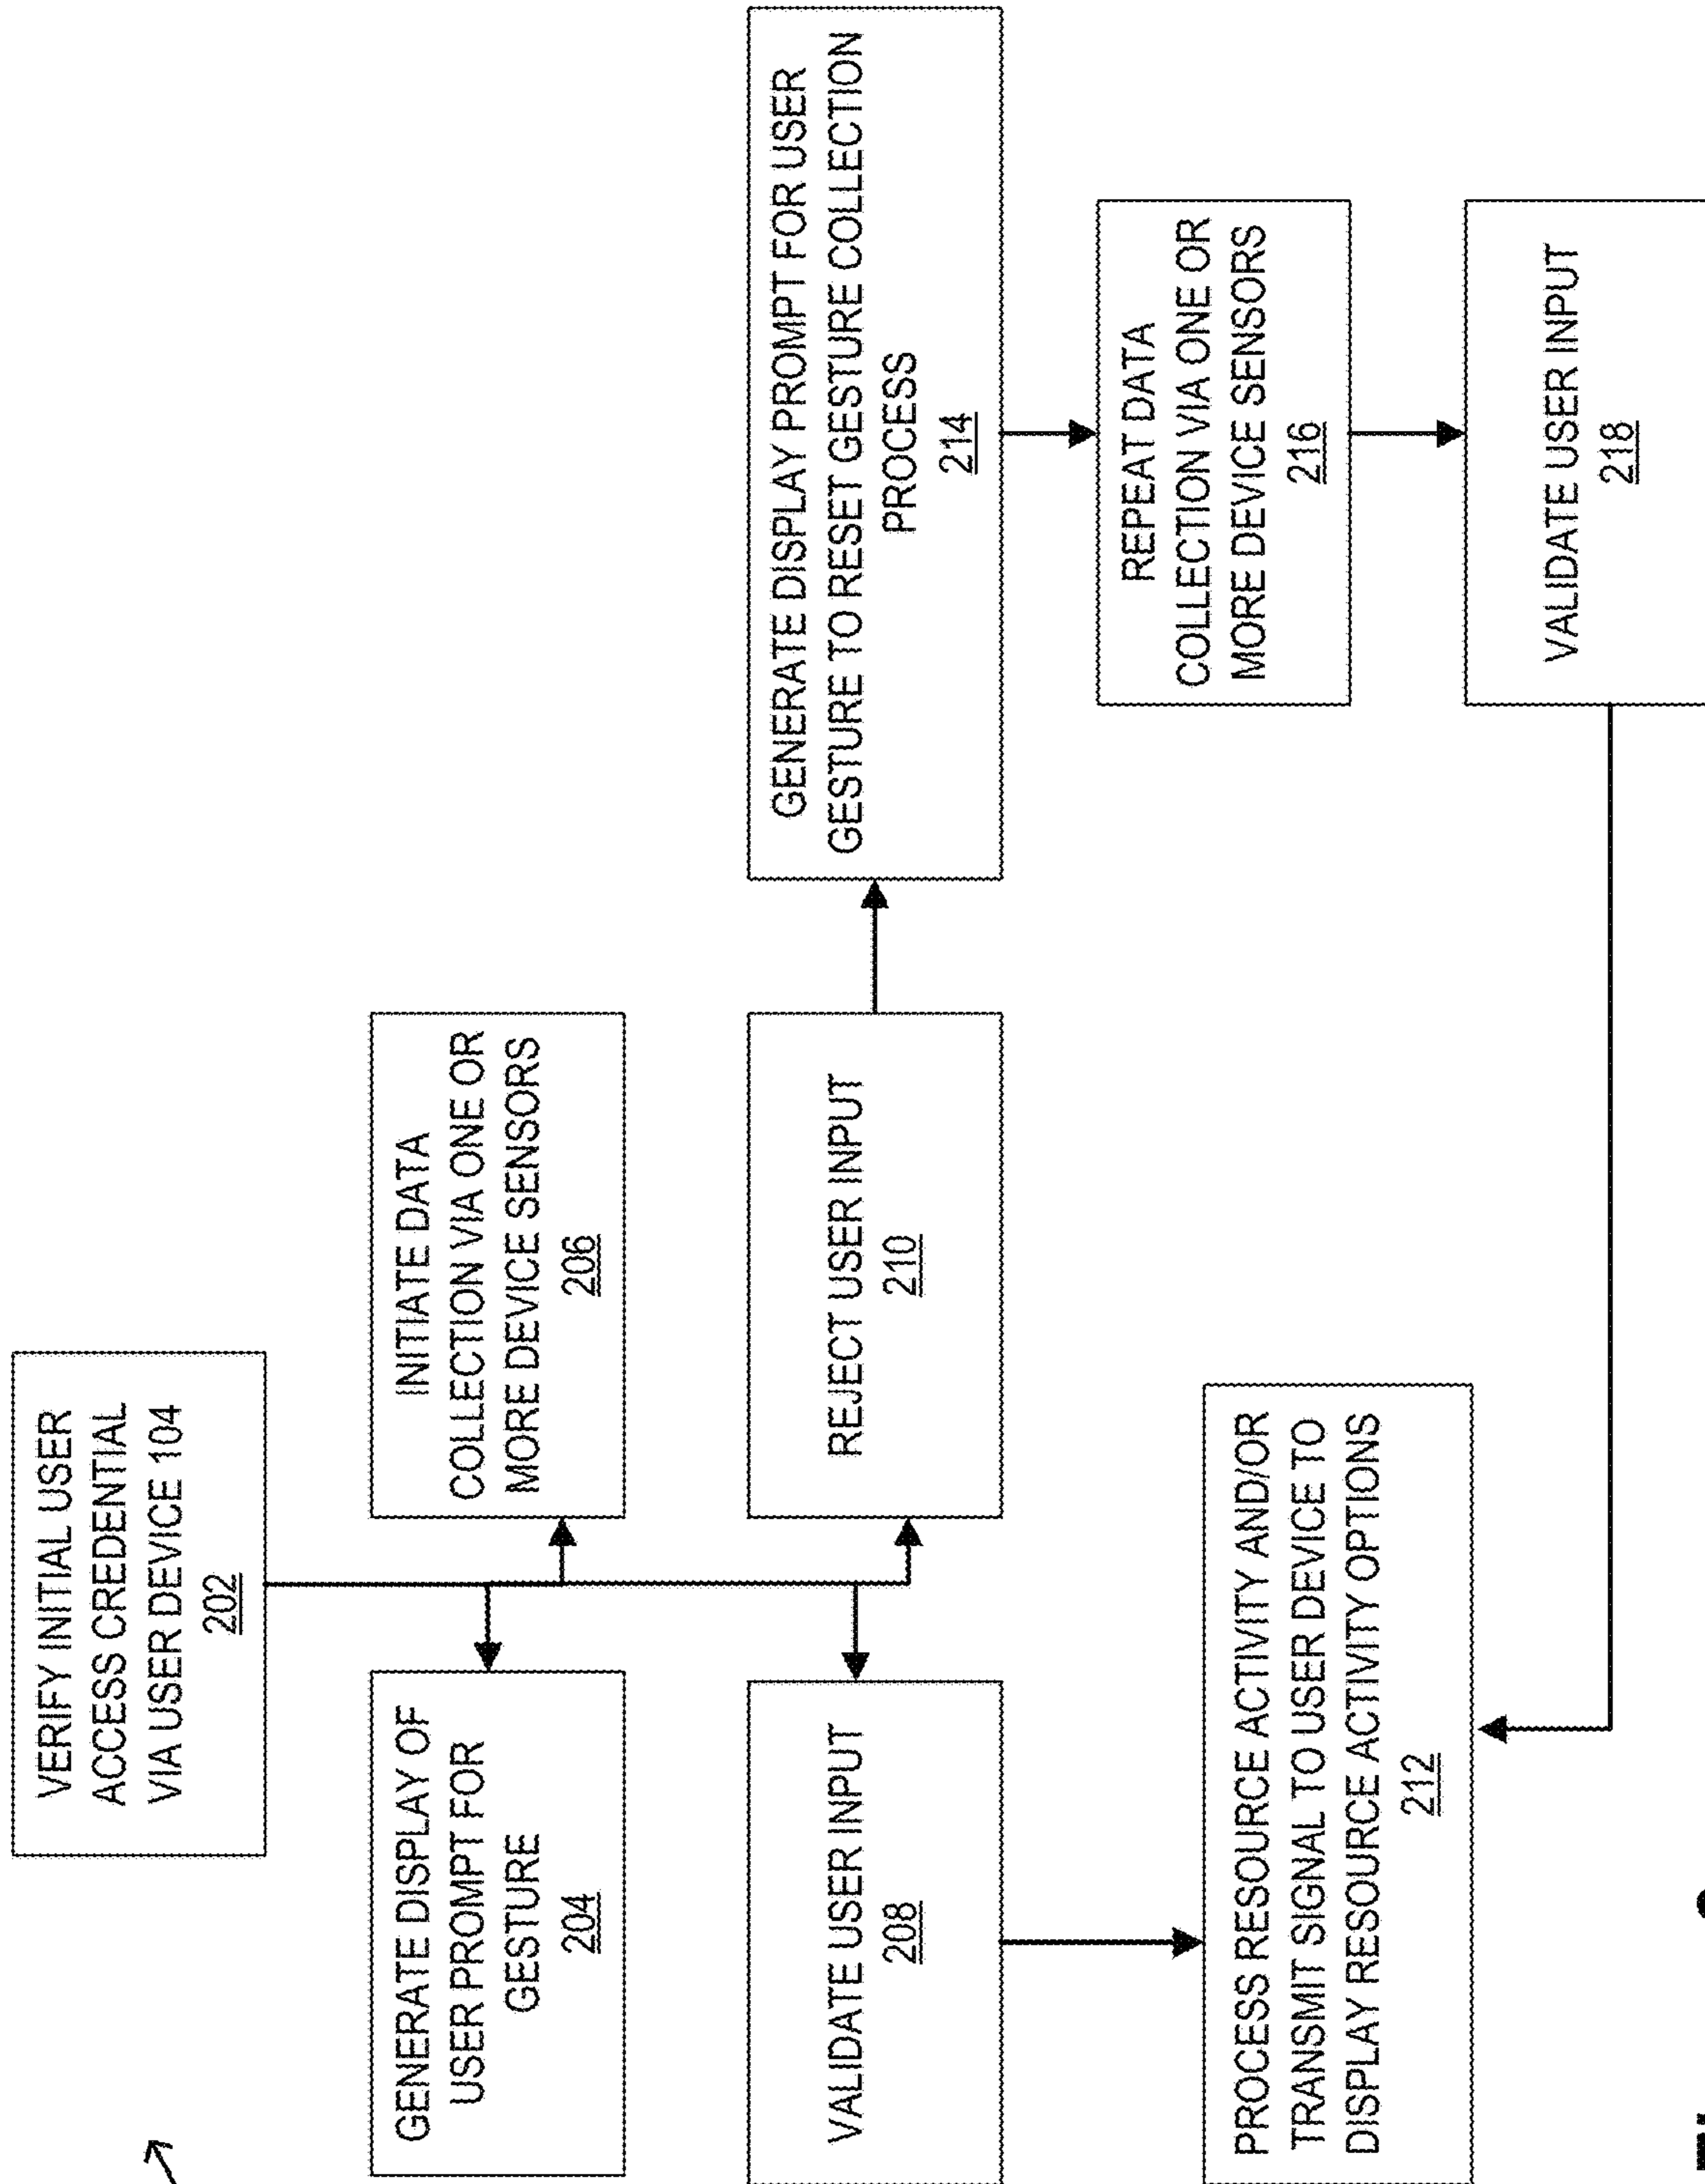 VERIFY INITIAL USER
ACCESS CREDENTIAL
VIA USER DEVICE 104
202
GENERATE DISPLAY OF
USER PROMPT FOR
GESTURE
204
INITIATE DATA
COLLECTION VIA ONE OR
MORE DEVICE SENSORS
206
VALIDATE USER INPUT
208
REJECT USER INPUT
210
GENERATE DISPLAY PROMPT FOR USER
GESTURE TO RESET GESTURE COLLECTION
PROCESS
214
REPEAT DATA
COLLECTION VIA ONE OR
MORE DEVICE SENSORS
216
VALIDATE USER INPUT
218
PROCESS RESOURCE ACTIVITY AND/OR
TRANSMIT SIGNAL TO USER DEVICE TO
DISPLAY RESOURCE ACTIVITY OPTIONS
212